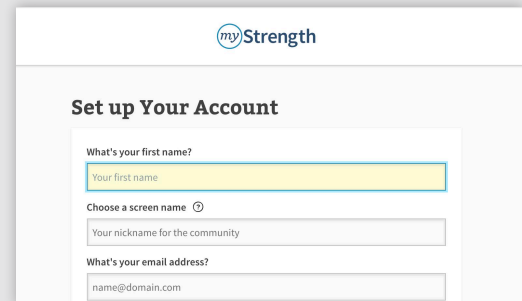 myStrength
Set up Your Account
What's your first name?
Your first name
Choose a screen name ?
Your nickname for the community
What's your email address?
name@domain.com